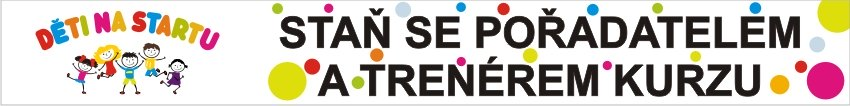 DĚTI NA STARTU
STAŇ SE POŘADATELEM
A TRENÉREM KURZU